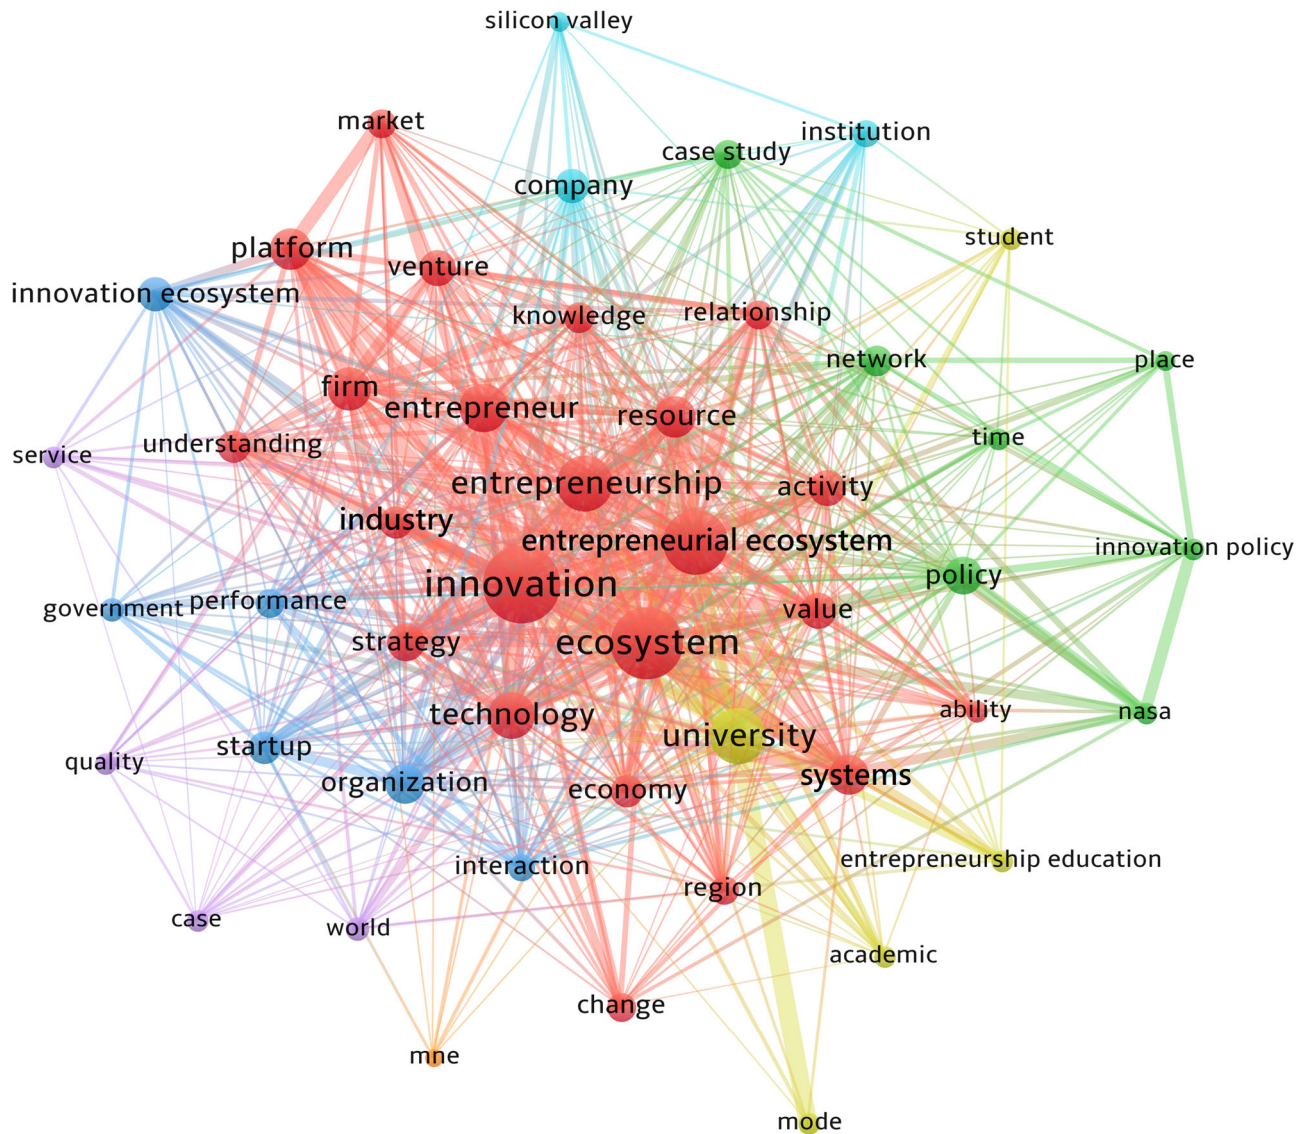 silicon valley
market
institution
case study
company
student
platform
venture
innovation ecosystem
knowledge
relationship
network
place
firm
entrepreneur
resource
time
understanding
service
entrepreneurship
activity
industry
entrepreneurial ecosystem
innovation policy
innovation
policy
government
performance
value
strategy
ecosystem
technology
ability
nasa
university
startup
quality
organization
economy
systems
interaction
entrepreneurship education
region
case
world
academic
change
mne
mode